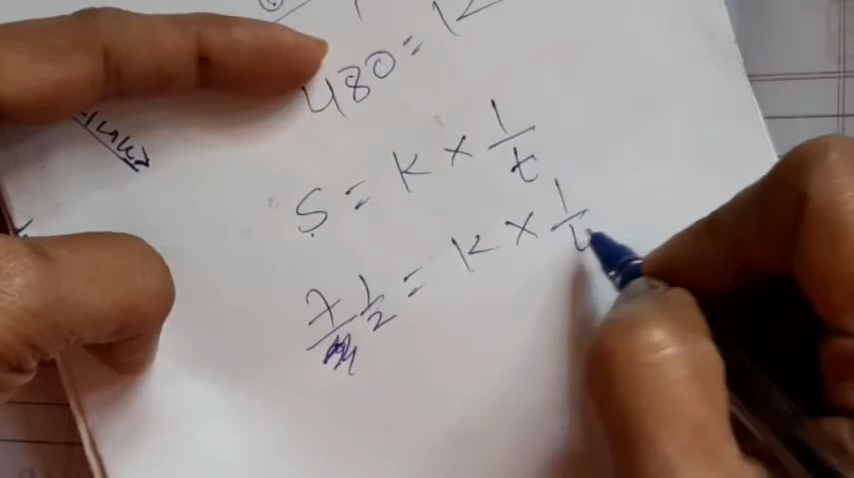 480 = K
S = K × 1/t
7 1/2 = K × 1/